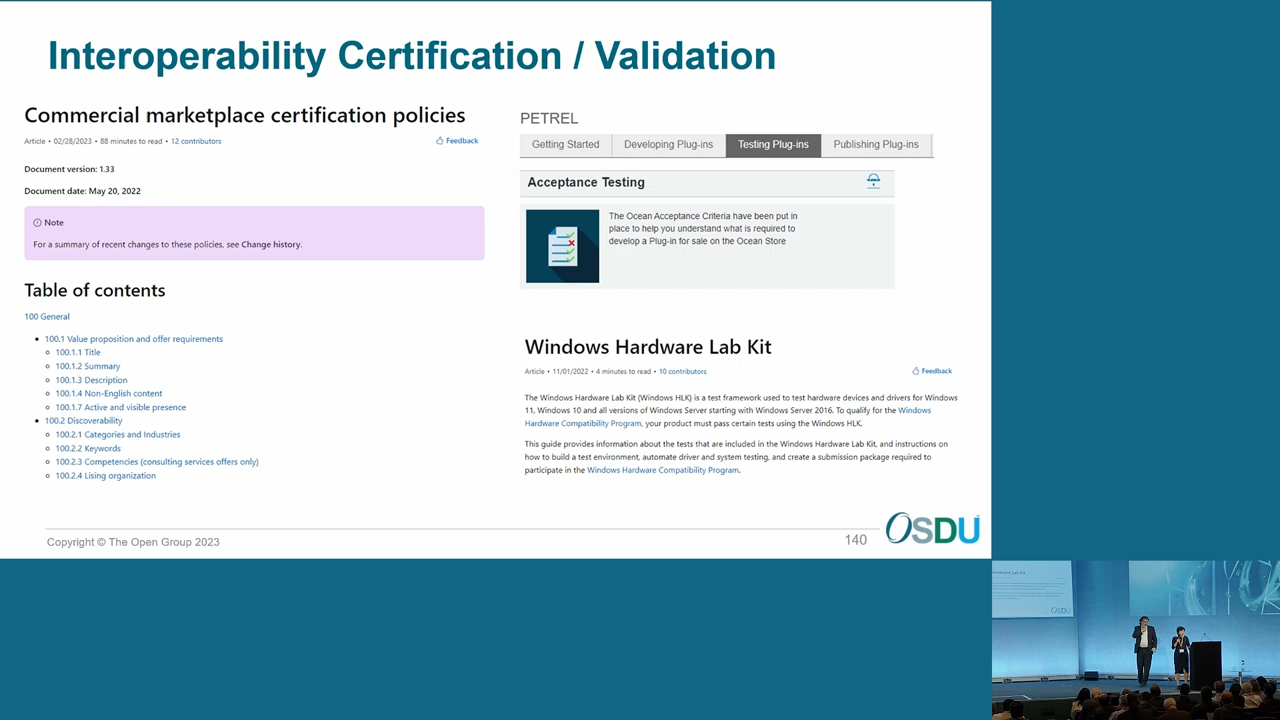 Interoperability Certification / Validation
Commercial marketplace certification policies
Article • 02/28/2023 • 88 minutes to read • 12 contributors
Feedback
Document version: 1.33
Document date: May 20, 2022
Note
For a summary of recent changes to these policies, see Change history.
Table of contents
100 General
• 100.1 Value proposition and offer requirements
100.1.1 Title
100.1.2 Summary
100.1.3 Description
100.1.4 Non-English content
100.1.7 Active and visible presence
• 100.2 Discoverability
100.2.1 Categories and Industries
100.2.2 Keywords
100.2.3 Competencies (consulting services offers only)
100.2.4 Lising organization
PETREL
Getting Started Developing Plug-ins Testing Plug-ins Publishing Plug-ins
Acceptance Testing
The Ocean Acceptance Criteria have been put in
place to help you understand what is required to
develop a Plug-in for sale on the Ocean Store
Windows Hardware Lab Kit
Article • 11/01/2022 • 4 minutes to read • 10 contributors
Feedback
The Windows Hardware Lab Kit (Windows HLK) is a test framework used to test hardware devices and drivers for Windows
11, Windows 10 and all versions of Windows Server starting with Windows Server 2016. To qualify for the Windows
Hardware Compatibility Program, your product must pass certain tests using the Windows HLK.
This guide provides information about the tests that are included in the Windows Hardware Lab Kit, and instructions on
how to build a test environment, automate driver and system testing, and create a submission package required to
participate in the Windows Hardware Compatibility Program.
Copyright © The Open Group 2023
140
OSDU